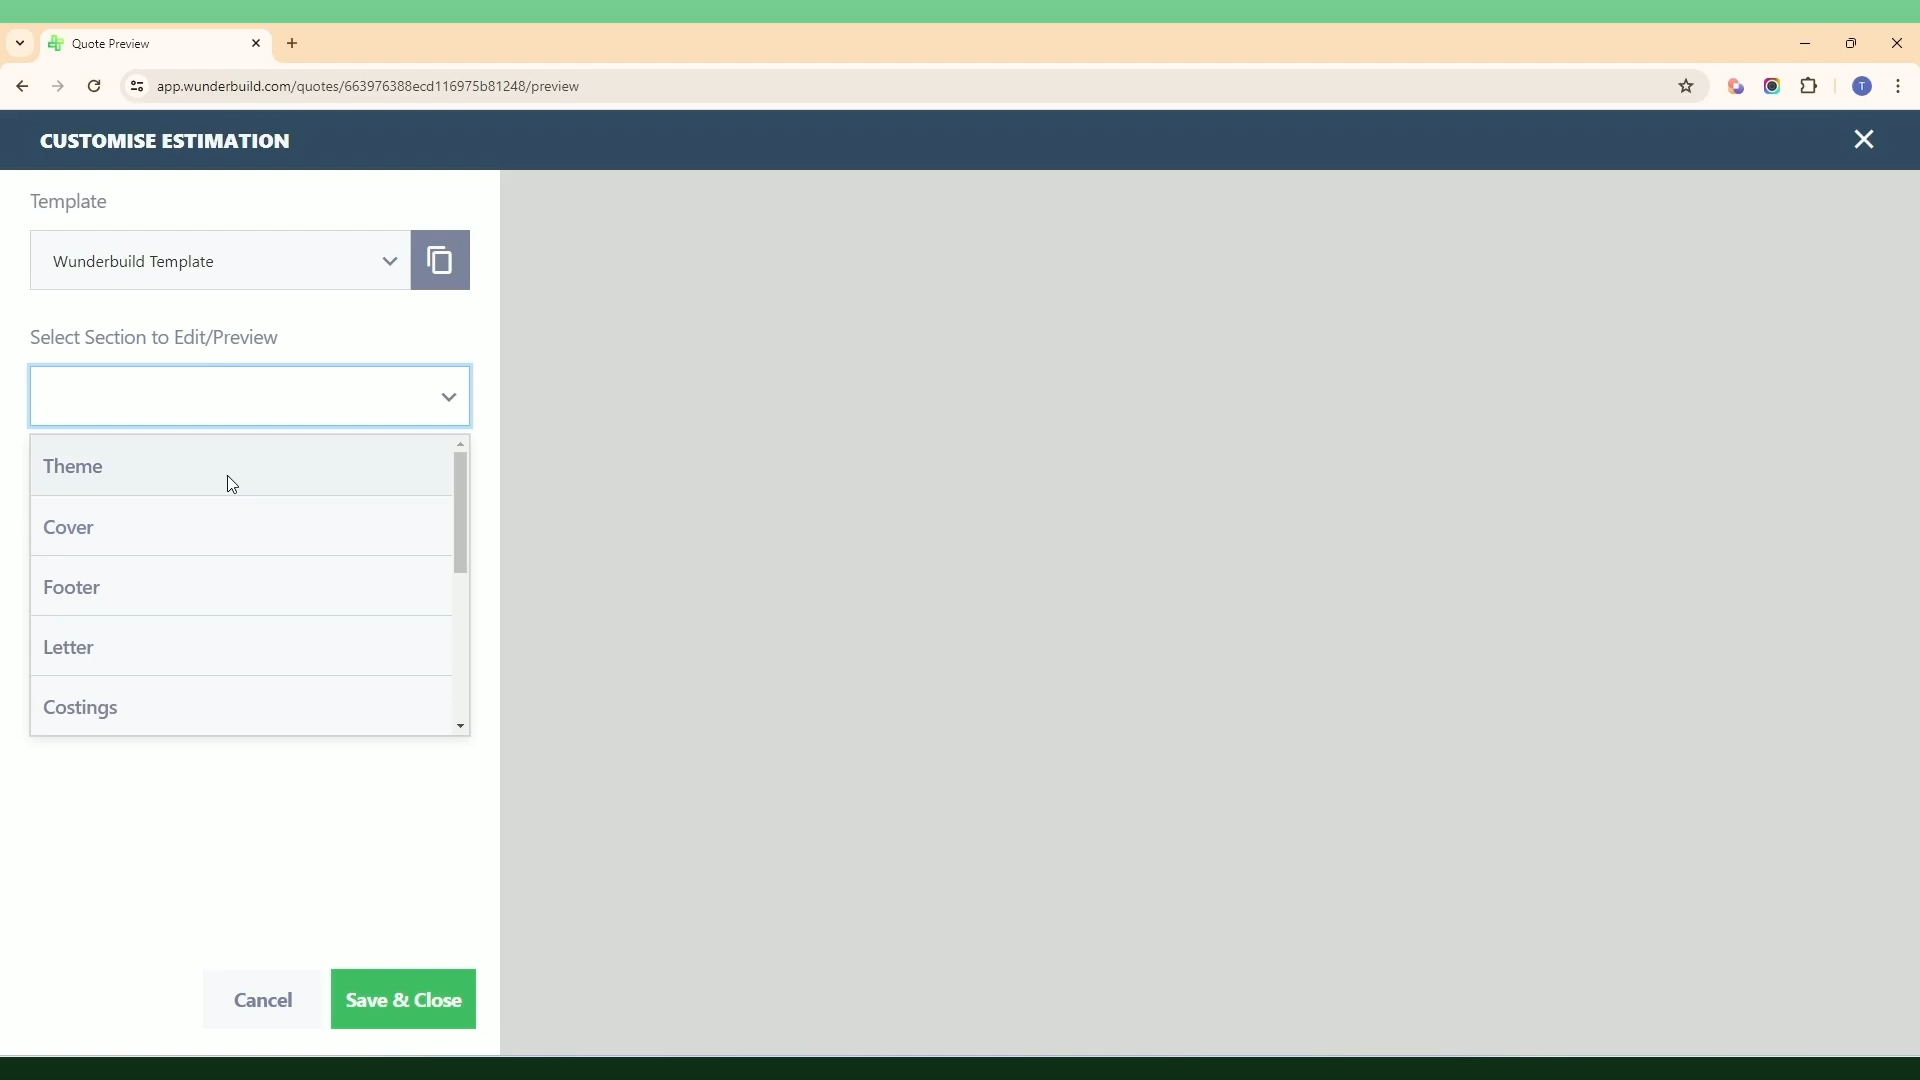 Quote Preview
app.wunderbuild.com/quotes/663976388ecd116975b81248/preview
T
CUSTOMISE ESTIMATION
Template
Wunderbuild Template
Select Section to Edit/Preview
Theme
Cover
Footer
Letter
Costings
Cancel
Save & Close